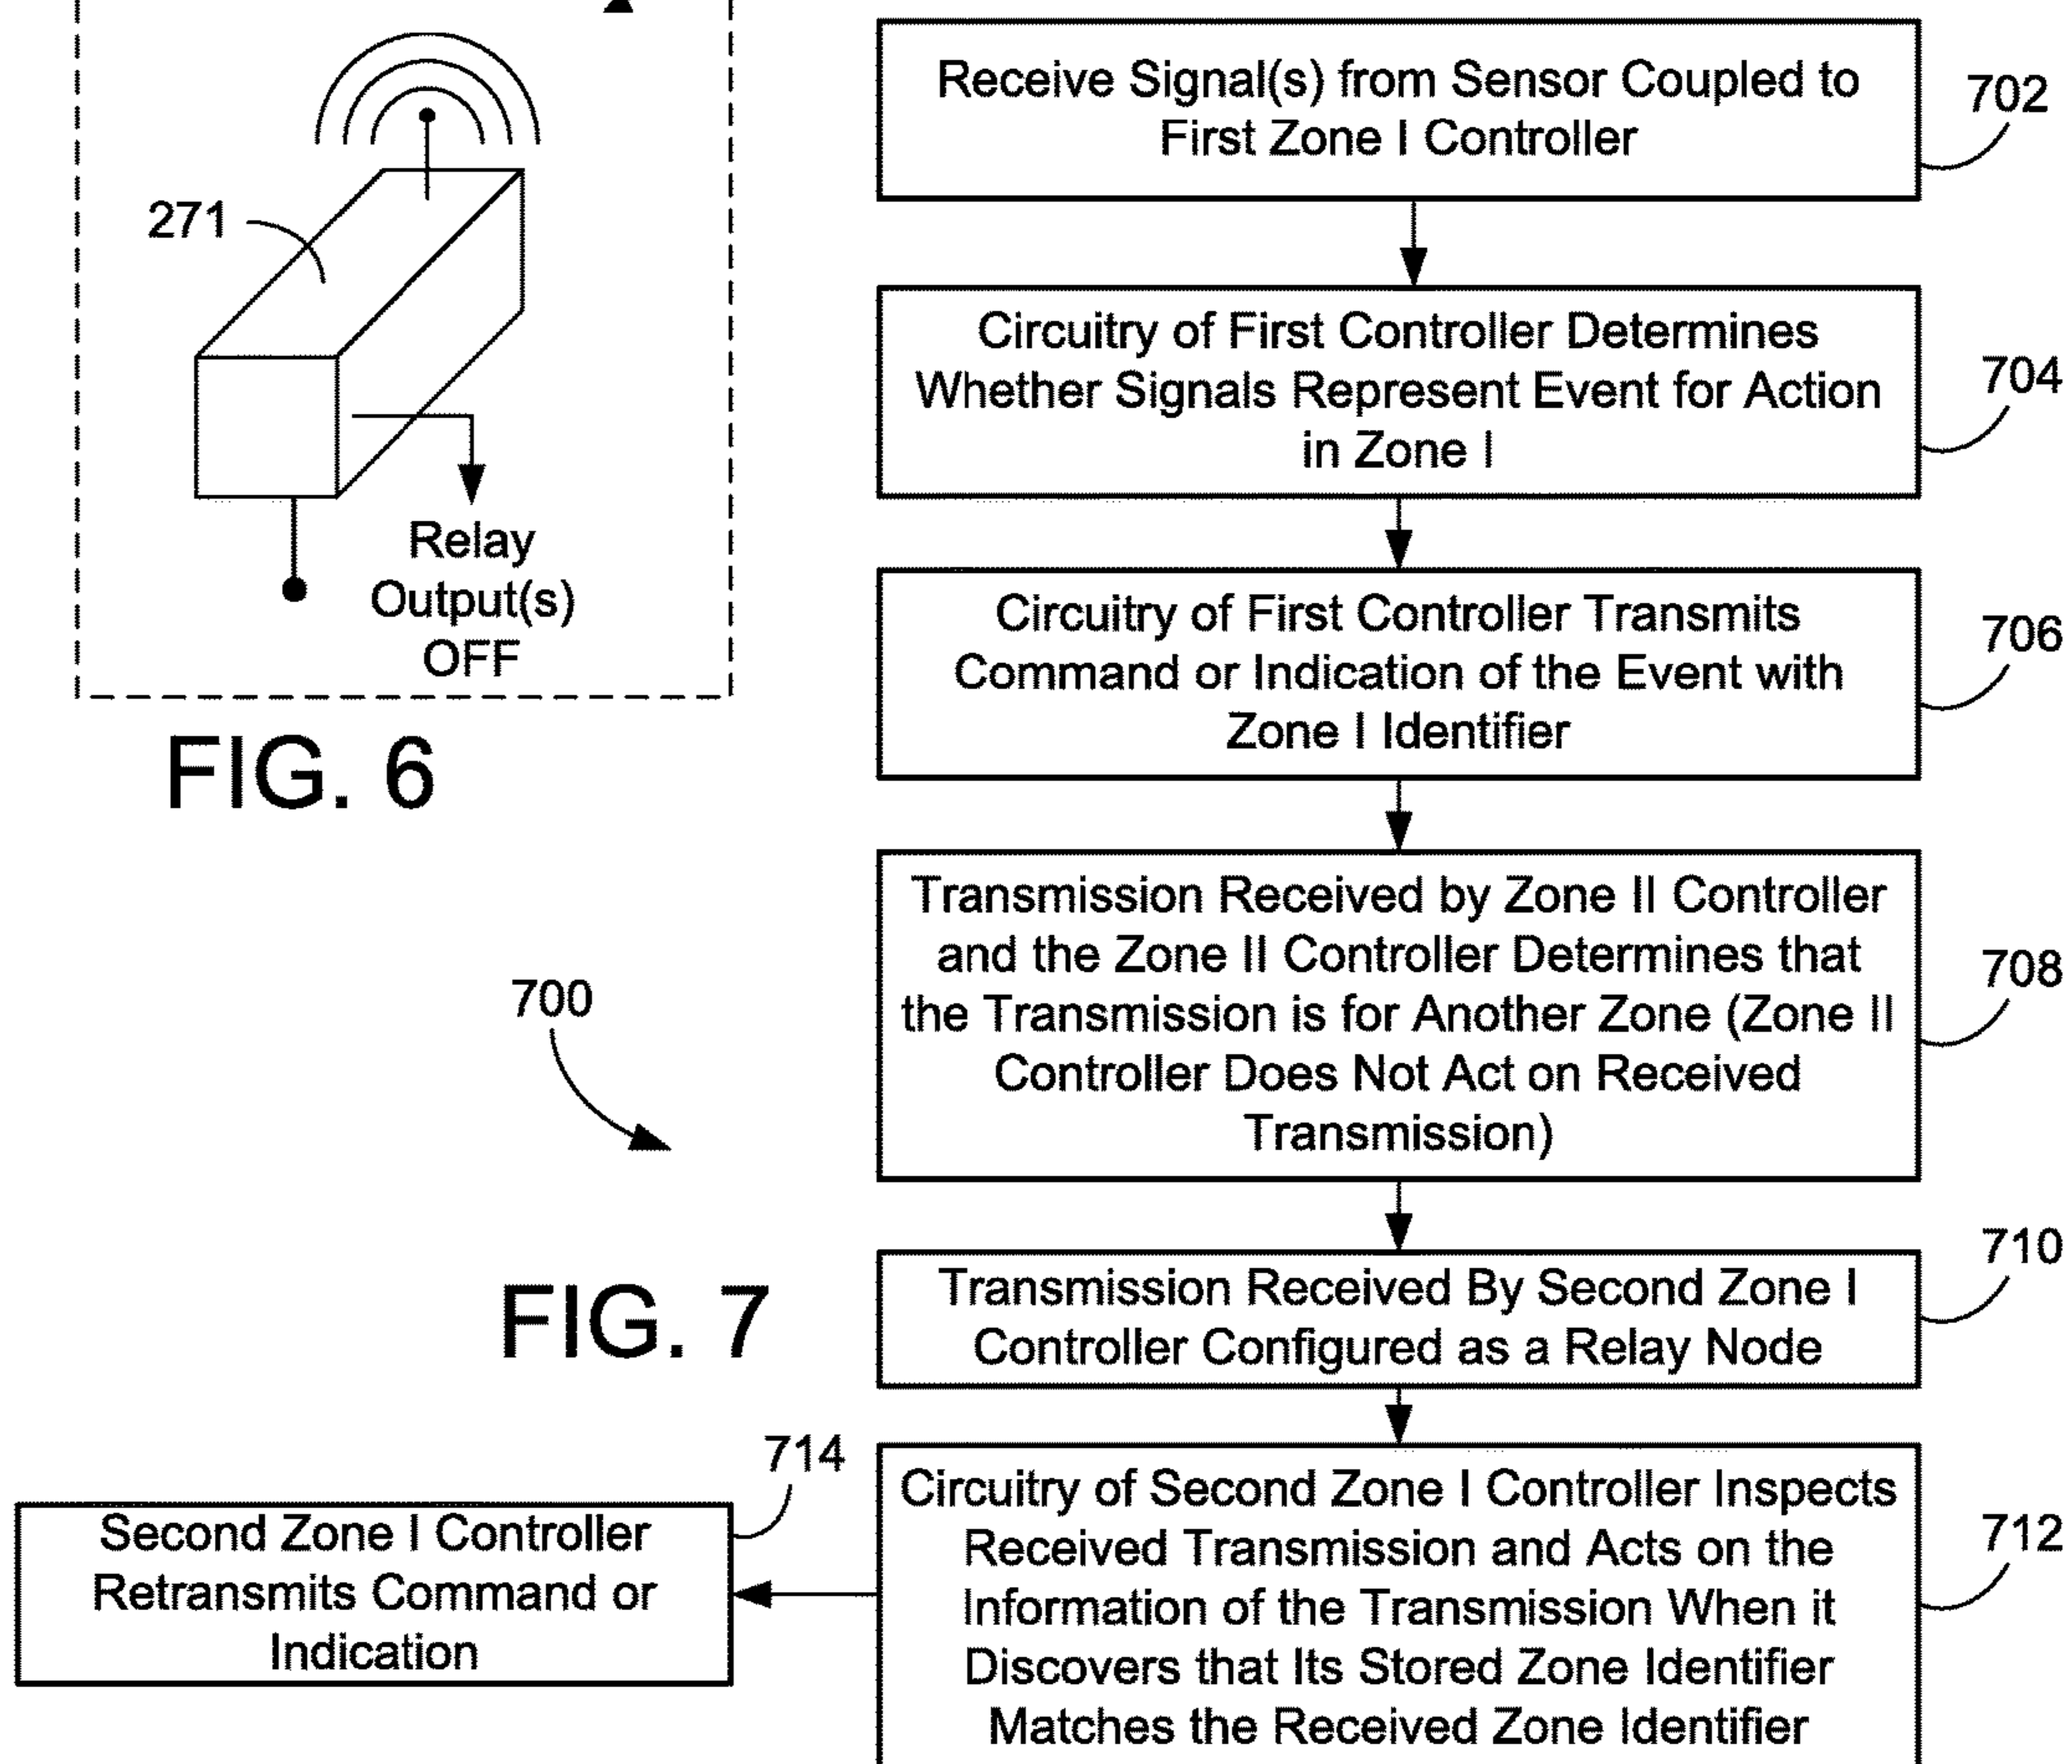 271
Relay
Output(s)
OFF
FIG. 6
Receive Signal(s) from Sensor Coupled to
First Zone I Controller
702
Circuitry of First Controller Determines
Whether Signals Represent Event for Action
in Zone I
704
Circuitry of First Controller Transmits
Command or Indication of the Event with
Zone I Identifier
706
Transmission Received by Zone II Controller
and the Zone II Controller Determines that
the Transmission is for Another Zone (Zone II
Controller Does Not Act on Received
Transmission)
708
700
Transmission Received By Second Zone I
Controller Configured as a Relay Node
710
FIG. 7
Circuitry of Second Zone I Controller Inspects
Received Transmission and Acts on the
Information of the Transmission When it
Discovers that Its Stored Zone Identifier
Matches the Received Zone Identifier
712
714
Second Zone I Controller
Retransmits Command or
Indication